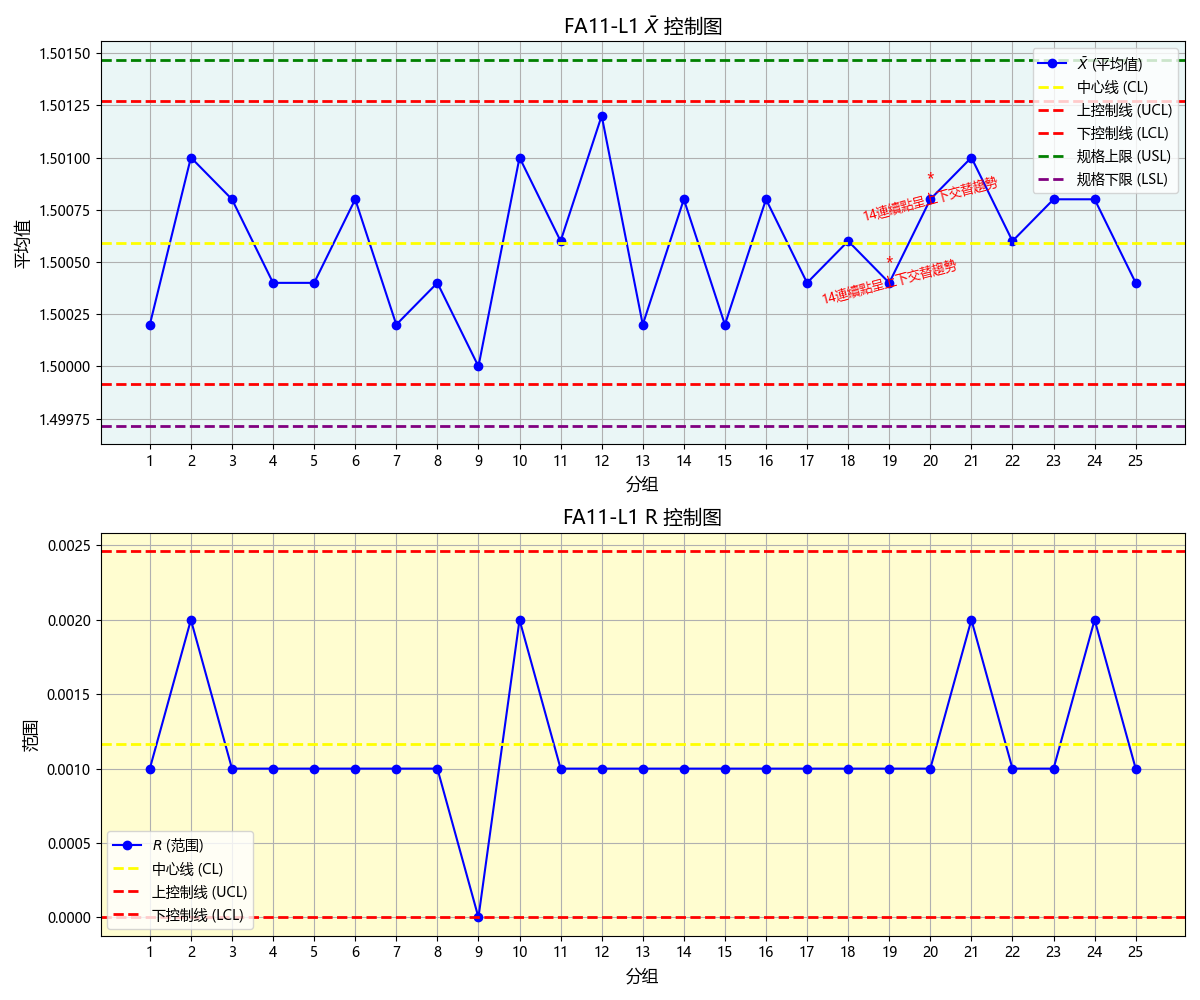 FA11-L1 X̄ 控制图
平均值
1.50150
1.50125
1.50100
1.50075
1.50050
1.50025
1.50000
1.49975
X̄ (平均值)
中心线 (CL)
上控制线 (UCL)
下控制线 (LCL)
规格上限 (USL)
规格下限 (LSL)
*
14連續點呈上下交替趨勢
*
14連續點呈上下交替趨勢
1 2 3 4 5 6 7 8 9 10 11 12 13 14 15 16 17 18 19 20 21 22 23 24 25
分组
FA11-L1 R 控制图
范围
0.0025
0.0020
0.0015
0.0010
0.0005
0.0000
R (范围)
中心线 (CL)
上控制线 (UCL)
下控制线 (LCL)
1 2 3 4 5 6 7 8 9 10 11 12 13 14 15 16 17 18 19 20 21 22 23 24 25
分组